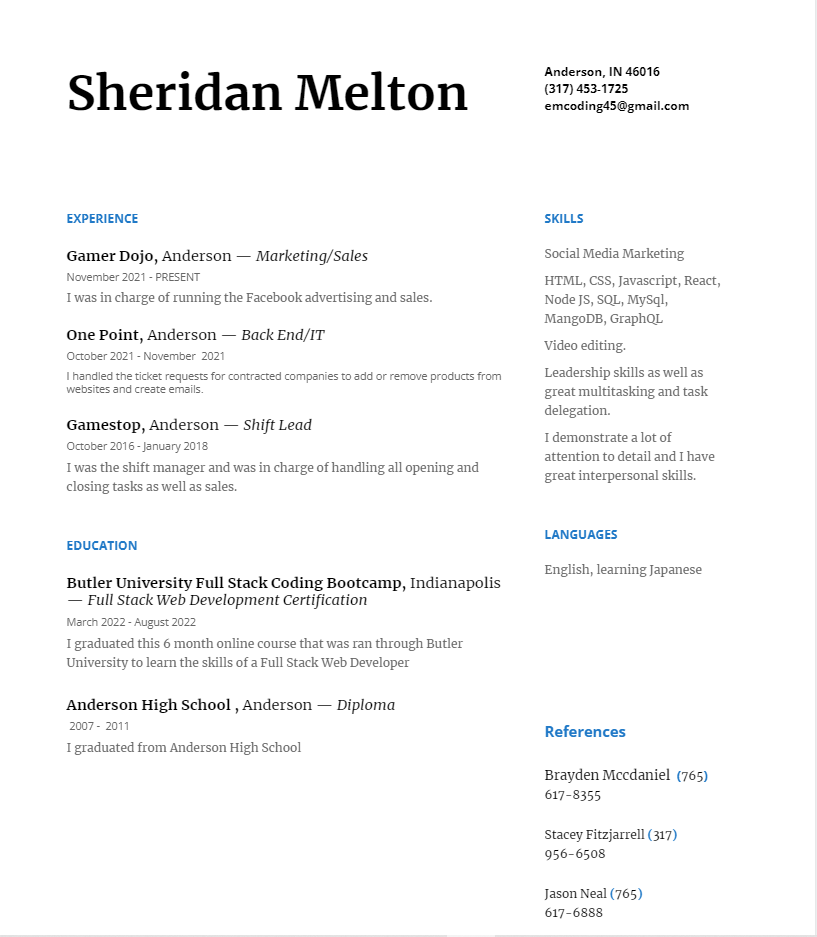 Sheridan Melton
Anderson, IN 46016
(317) 453-1725
emcoding45@gmail.com
EXPERIENCE
Gamer Dojo, Anderson — Marketing/Sales
November 2021 - PRESENT
I was in charge of running the Facebook advertising and sales.
One Point, Anderson — Back End/IT
October 2021 - November  2021
I handled the ticket requests for contracted companies to add or remove products from
websites and create emails.
Gamestop, Anderson — Shift Lead
October 2016 - January 2018
I was the shift manager and was in charge of handling all opening and
closing tasks as well as sales.
EDUCATION
Butler University Full Stack Coding Bootcamp, Indianapolis
— Full Stack Web Development Certification
March 2022 - August 2022
I graduated this 6 month online course that was ran through Butler
University to learn the skills of a Full Stack Web Developer
Anderson High School , Anderson — Diploma
2007 -  2011
I graduated from Anderson High School
SKILLS
Social Media Marketing
HTML, CSS, Javascript, React,
Node JS, SQL, MySql,
MangoDB, GraphQL
Video editing.
Leadership skills as well as
great multitasking and task
delegation.
I demonstrate a lot of
attention to detail and I have
great interpersonal skills.
LANGUAGES
English, learning Japanese
References
Brayden Mccdaniel  (765)
617-8355
Stacey Fitzjarrell (317)
956-6508
Jason Neal (765)
617-6888